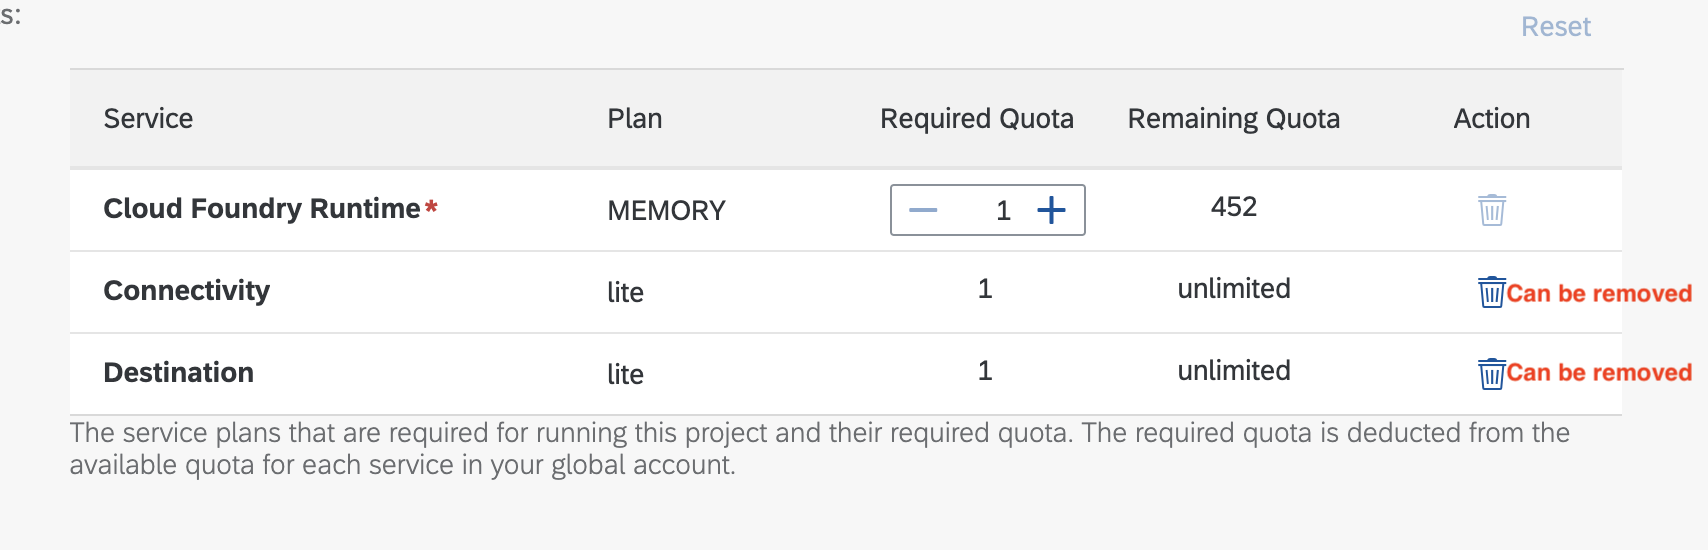 s:
Reset
Service Plan Required Quota Remaining Quota Action
Cloud Foundry Runtime* MEMORY 1 452
Connectivity lite 1 unlimited Can be removed
Destination lite 1 unlimited Can be removed
The service plans that are required for running this project and their required quota. The required quota is deducted from the
available quota for each service in your global account.